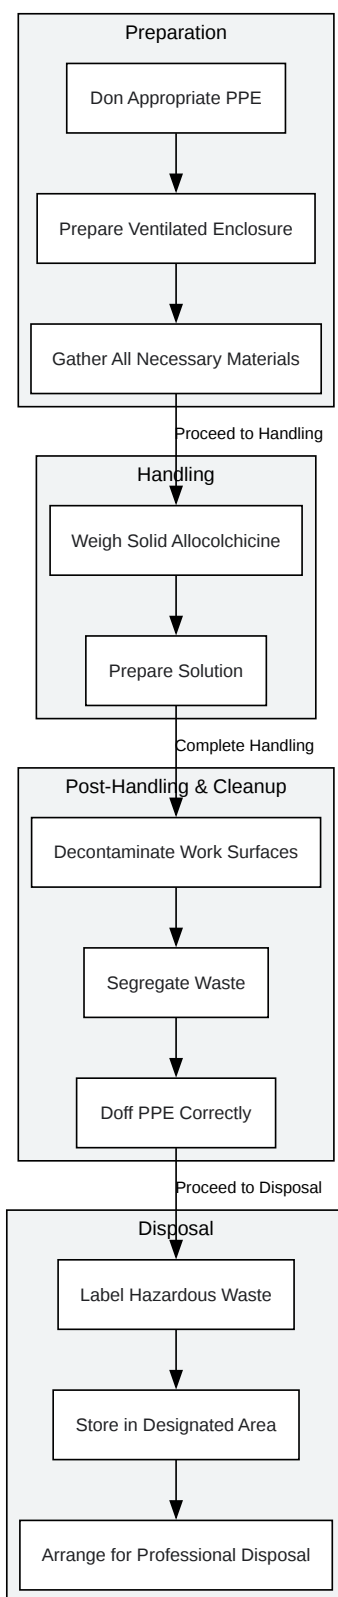 Preparation
Don Appropriate PPE
Prepare Ventilated Enclosure
Gather All Necessary Materials
Proceed to Handling
Handling
Weigh Solid Allocolchicine
Prepare Solution
Complete Handling
Post-Handling & Cleanup
Decontaminate Work Surfaces
Segregate Waste
Doff PPE Correctly
Proceed to Disposal
Disposal
Label Hazardous Waste
Store in Designated Area
Arrange for Professional Disposal